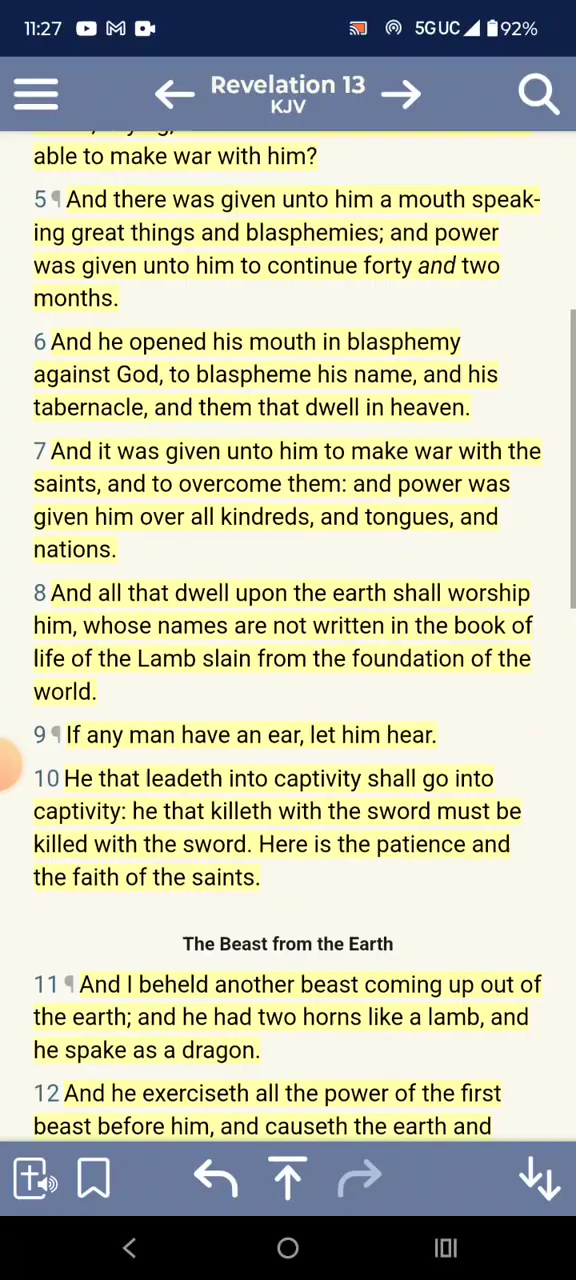 11:27 5G UC 92%
Revelation 13
KJV
able to make war with him?
5 ¶ And there was given unto him a mouth speak-
ing great things and blasphemies; and power
was given unto him to continue forty and two
months.
6 And he opened his mouth in blasphemy
against God, to blaspheme his name, and his
tabernacle, and them that dwell in heaven.
7 And it was given unto him to make war with the
saints, and to overcome them: and power was
given him over all kindreds, and tongues, and
nations.
8 And all that dwell upon the earth shall worship
him, whose names are not written in the book of
life of the Lamb slain from the foundation of the
world.
9 ¶ If any man have an ear, let him hear.
10 He that leadeth into captivity shall go into
captivity: he that killeth with the sword must be
killed with the sword. Here is the patience and
the faith of the saints.
The Beast from the Earth
11 ¶ And I beheld another beast coming up out of
the earth; and he had two horns like a lamb, and
he spake as a dragon.
12 And he exerciseth all the power of the first
beast before him, and causeth the earth and